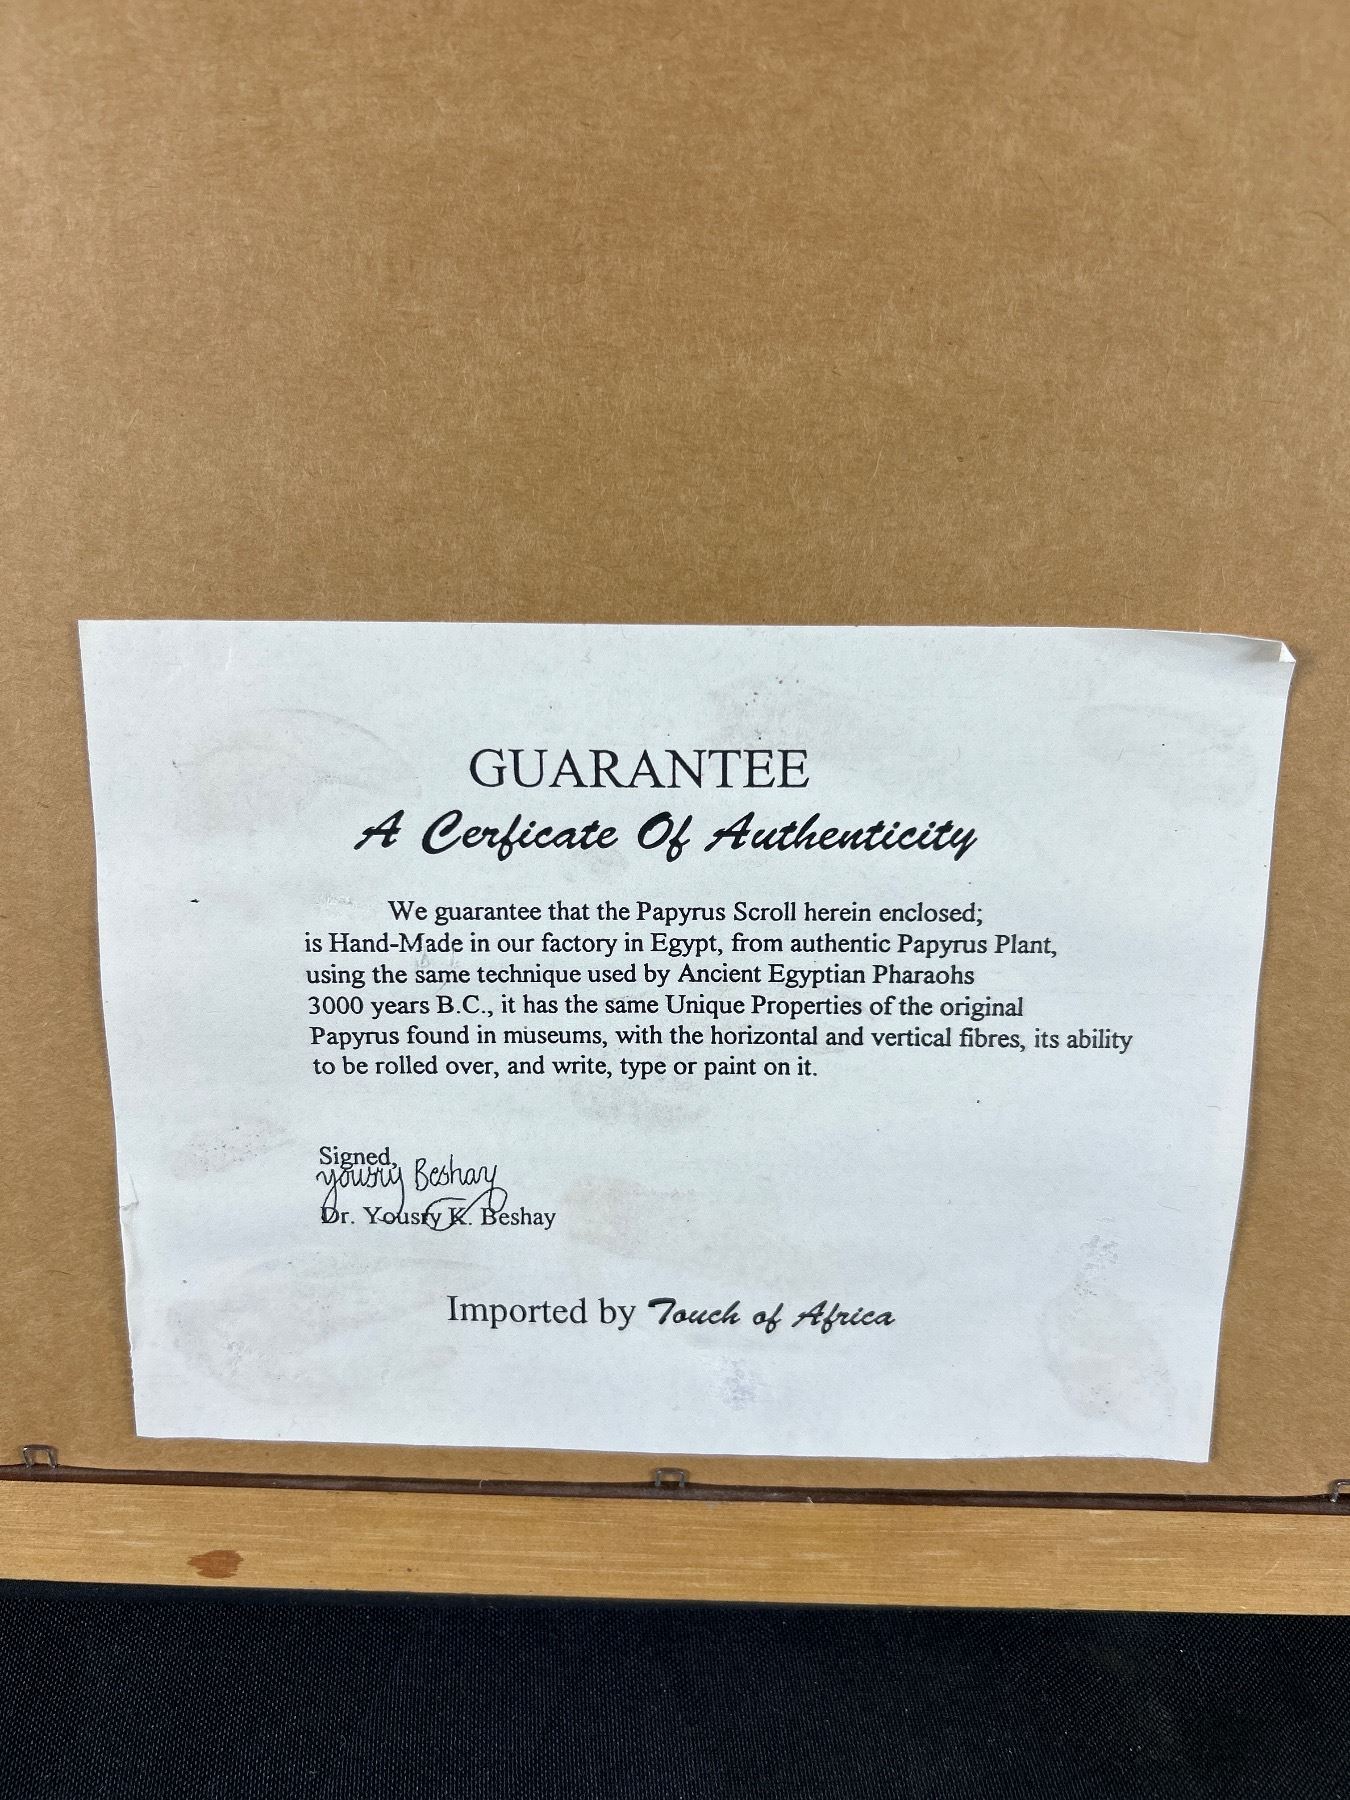 GUARANTEE
A Cerficate Of Authenticity
We guarantee that the Papyrus Scroll herein enclosed;
is Hand-Made in our factory in Egypt, from authentic Papyrus Plant,
using the same technique used by Ancient Egyptian Pharaohs
3000 years B.C., it has the same Unique Properties of the original
Papyrus found in museums, with the horizontal and vertical fibres, its ability
to be rolled over, and write, type or paint on it.
Signed,
Yousry Beshay
Dr. Yousry K. Beshay
Imported by Touch of Africa